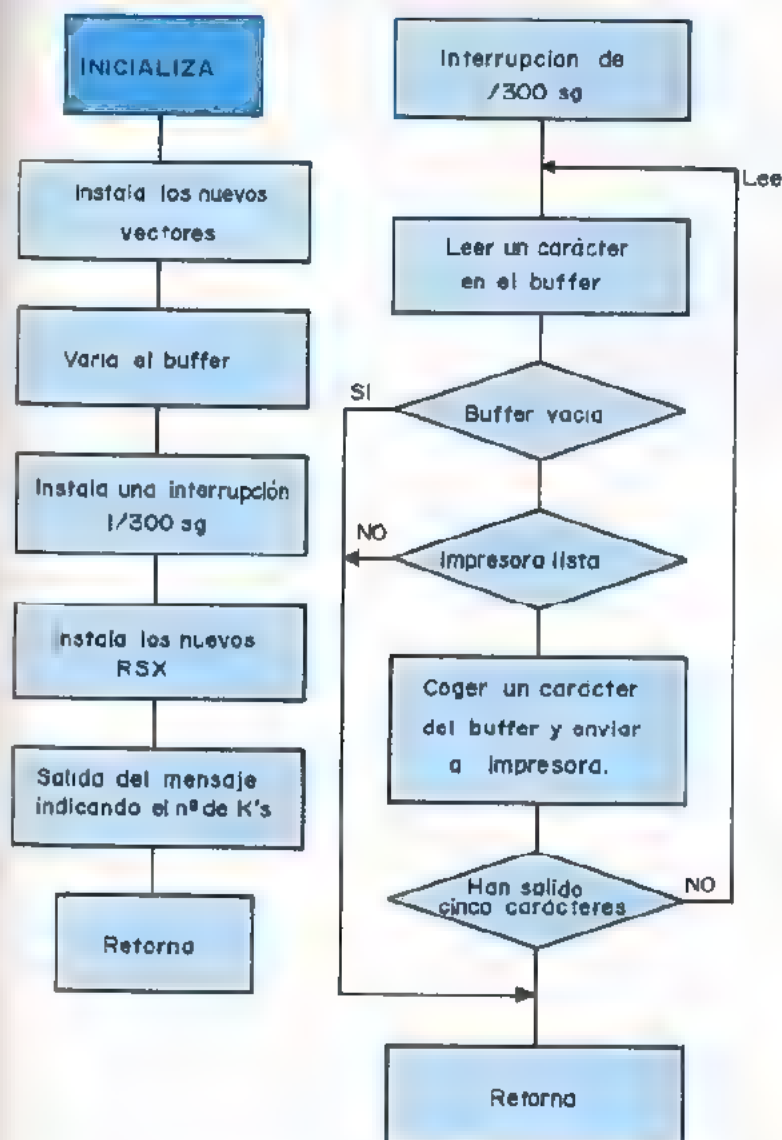 INICIALIZA
Instala los nuevos
vectores
Varia el buffer
Instala una interrupción
1/300 sg
Instala los nuevos
RSX
Salida del mensaje
indicando el nº de K's
Retorna
Interrupcion de
/300 sg
Lee
Leer un carácter
en el buffer
SI
Buffer vacia
NO
Impresora lista
Coger un carácter
del buffer y enviar
a impresora.
Han salido
cinco carácteres
NO
Retorna